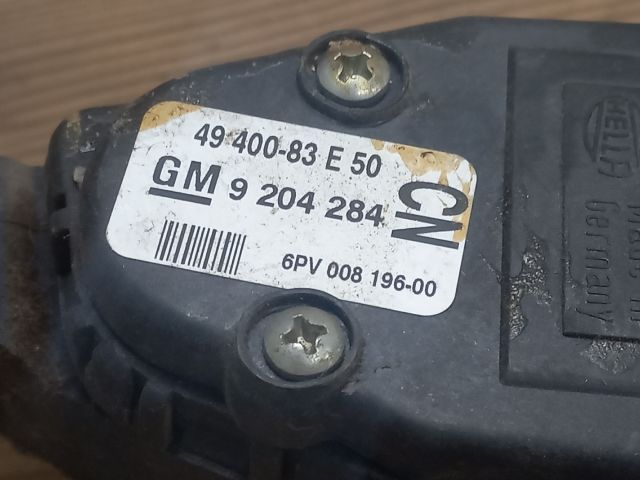 49 400-83 E 50
GM 9 204 284 CN
6PV 008 196-00
HELLA
Made in
Germany